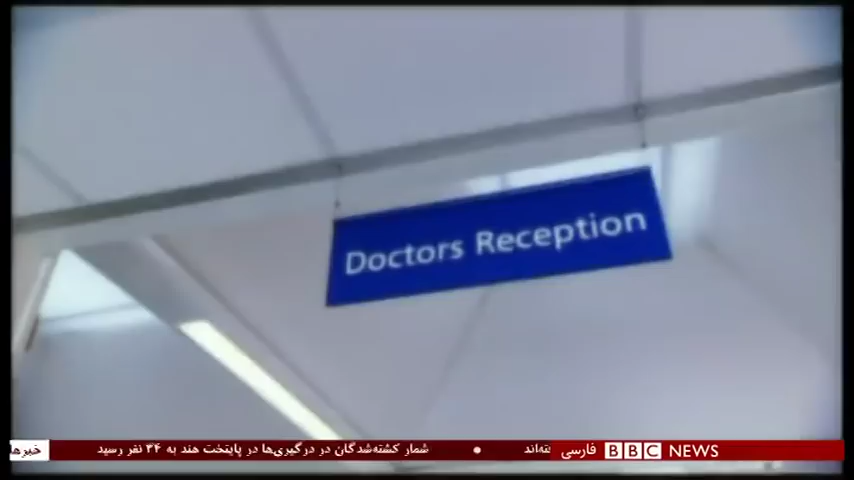 Doctors Reception
خبرها شمار کشته‌شدگان در درگیری‌ها در پایتخت هند به ۳۴ نفر رسید • فارسی BBC NEWS